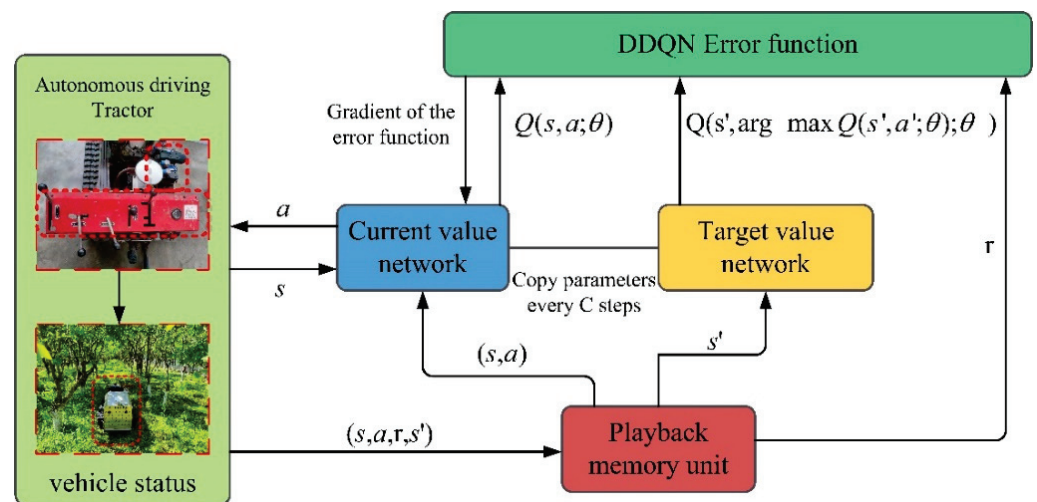 DDQN Error function
Autonomous driving
Tractor
Gradient of the
error function
Q(s,a;θ)
Q(s',arg max Q(s',a';θ);θ )
a
s
Current value
network
Target value
network
r
Copy parameters
every C steps
(s,a)
s'
(s,a,r,s')
Playback
memory unit
vehicle status